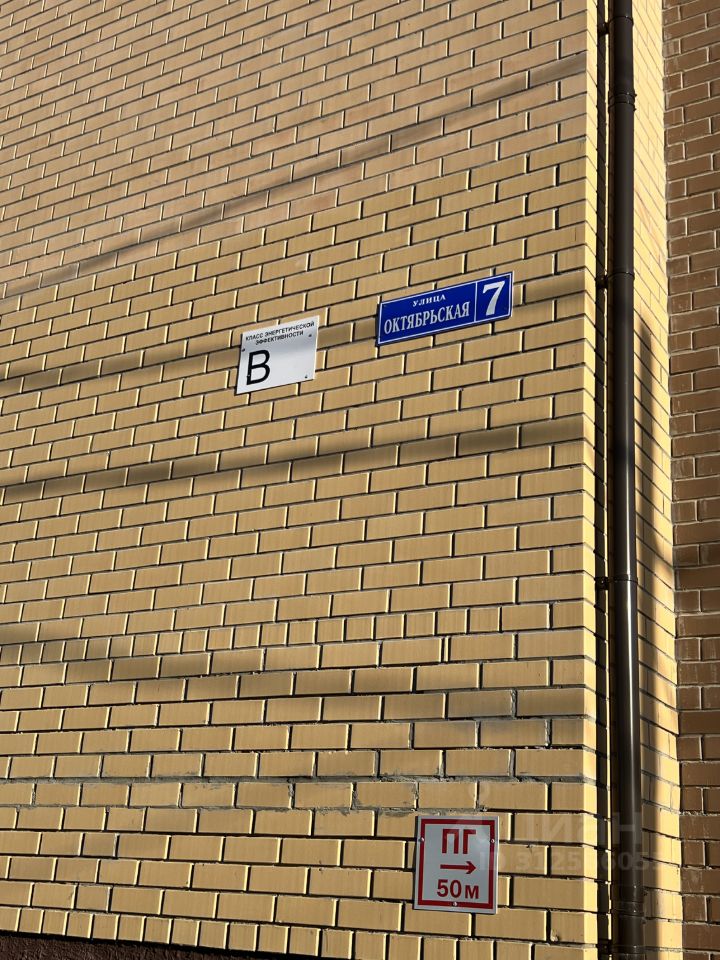 УЛИЦА
ОКТЯБРЬСКАЯ 7
КЛАСС ЭНЕРГЕТИЧЕСКОЙ
ЭФФЕКТИВНОСТИ
B
ПГ
50м